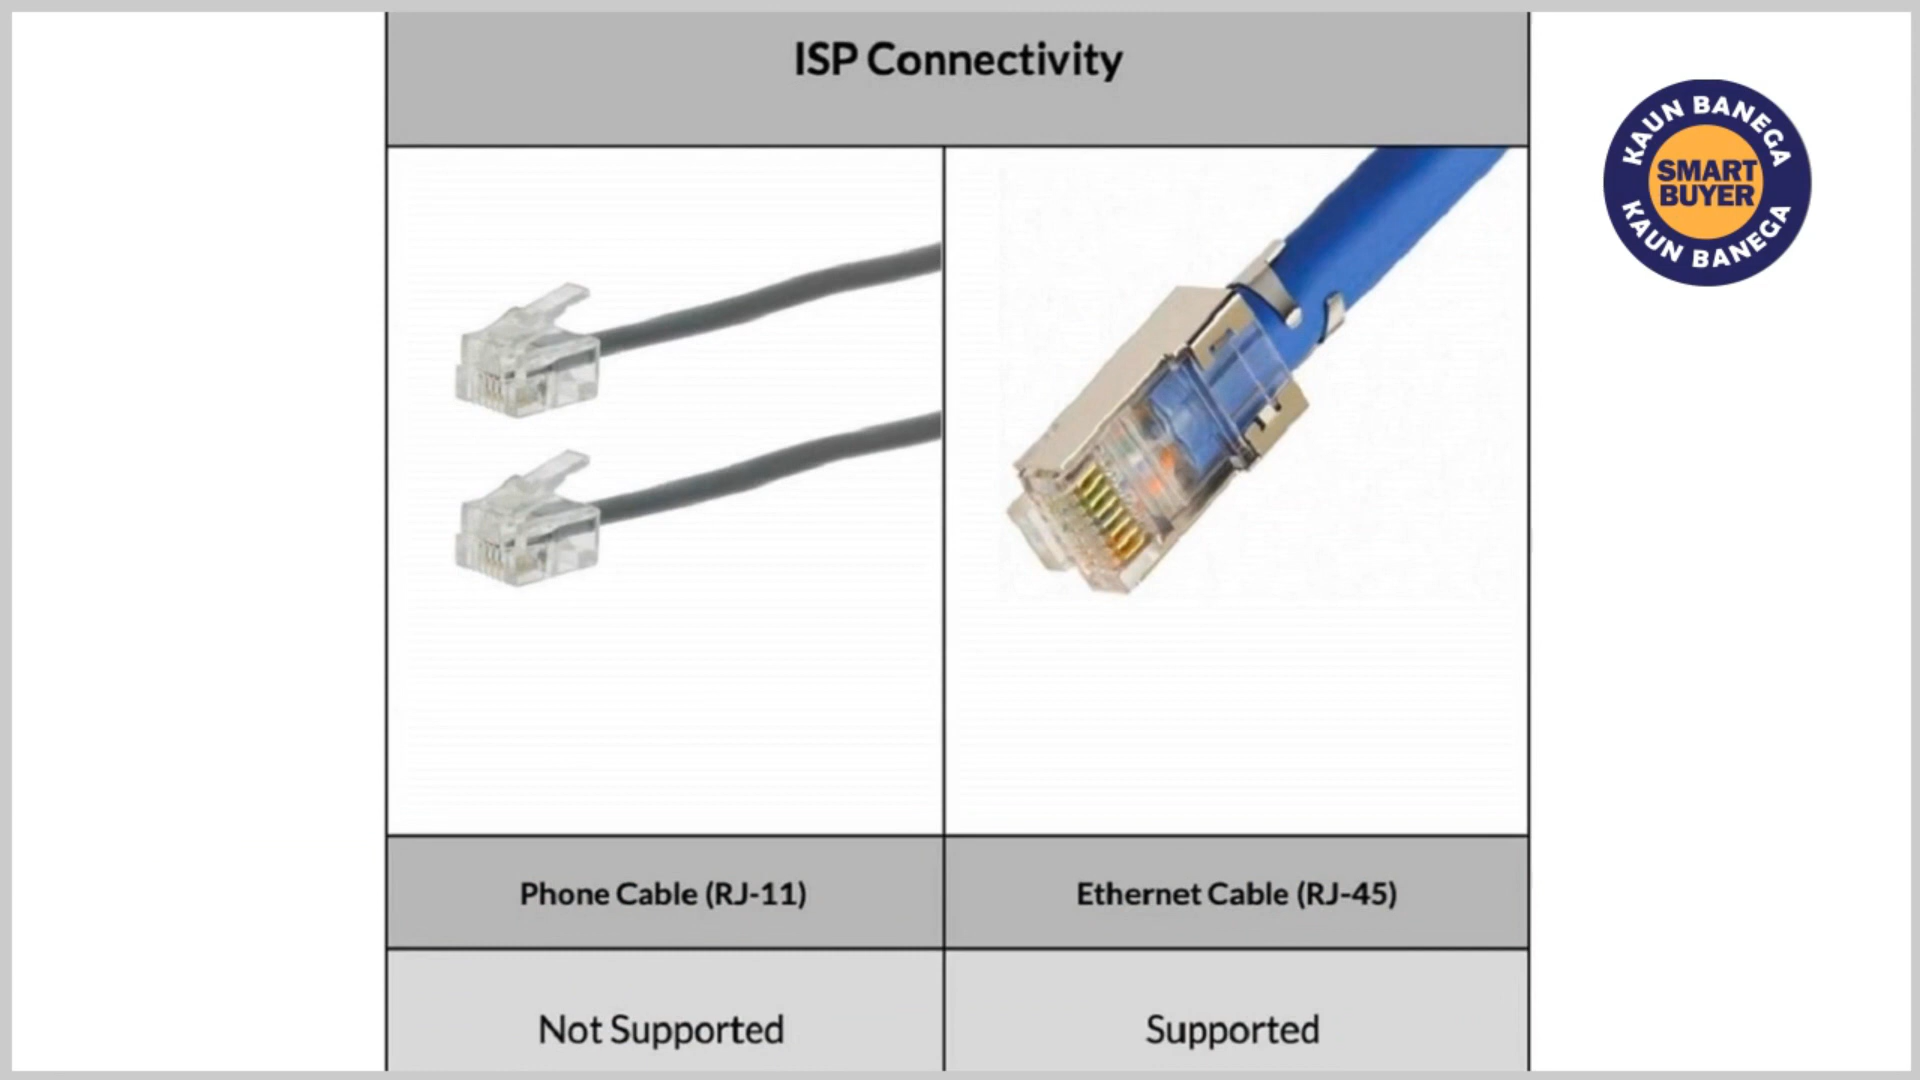 ISP Connectivity
KAUN BANEGA
SMART
BUYER
KAUN BANEGA
Phone Cable (RJ-11)
Ethernet Cable (RJ-45)
Not Supported
Supported